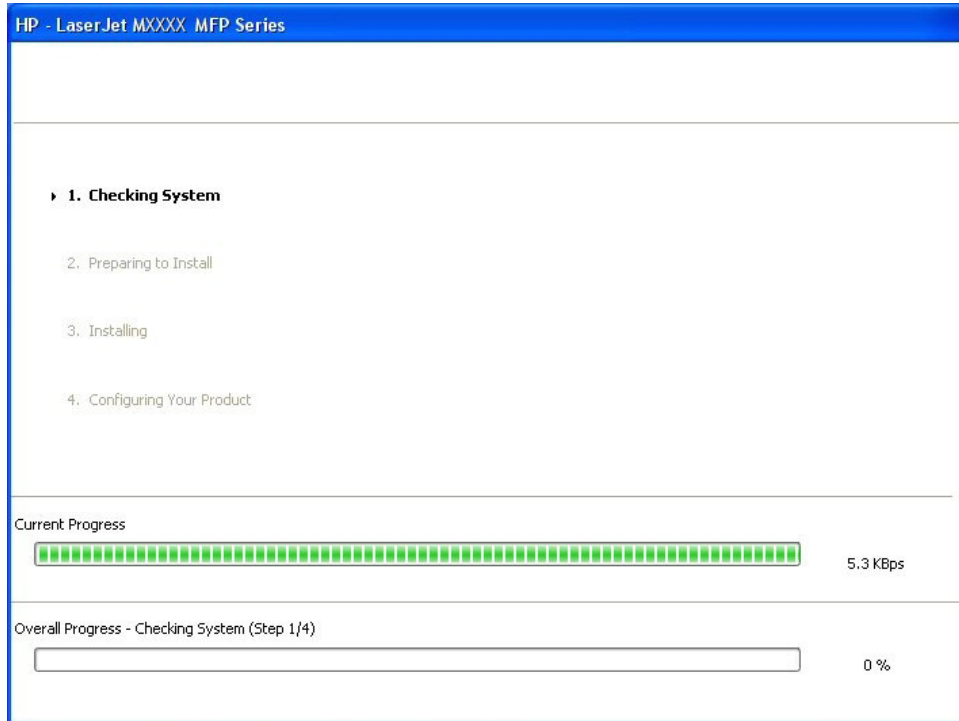 HP - LaserJet MXXXX MFP Series
1. Checking System
2. Preparing to Install
3. Installing
4. Configuring Your Product
Current Progress
5.3 KBps
Overall Progress - Checking System (Step 1/4)
0 %